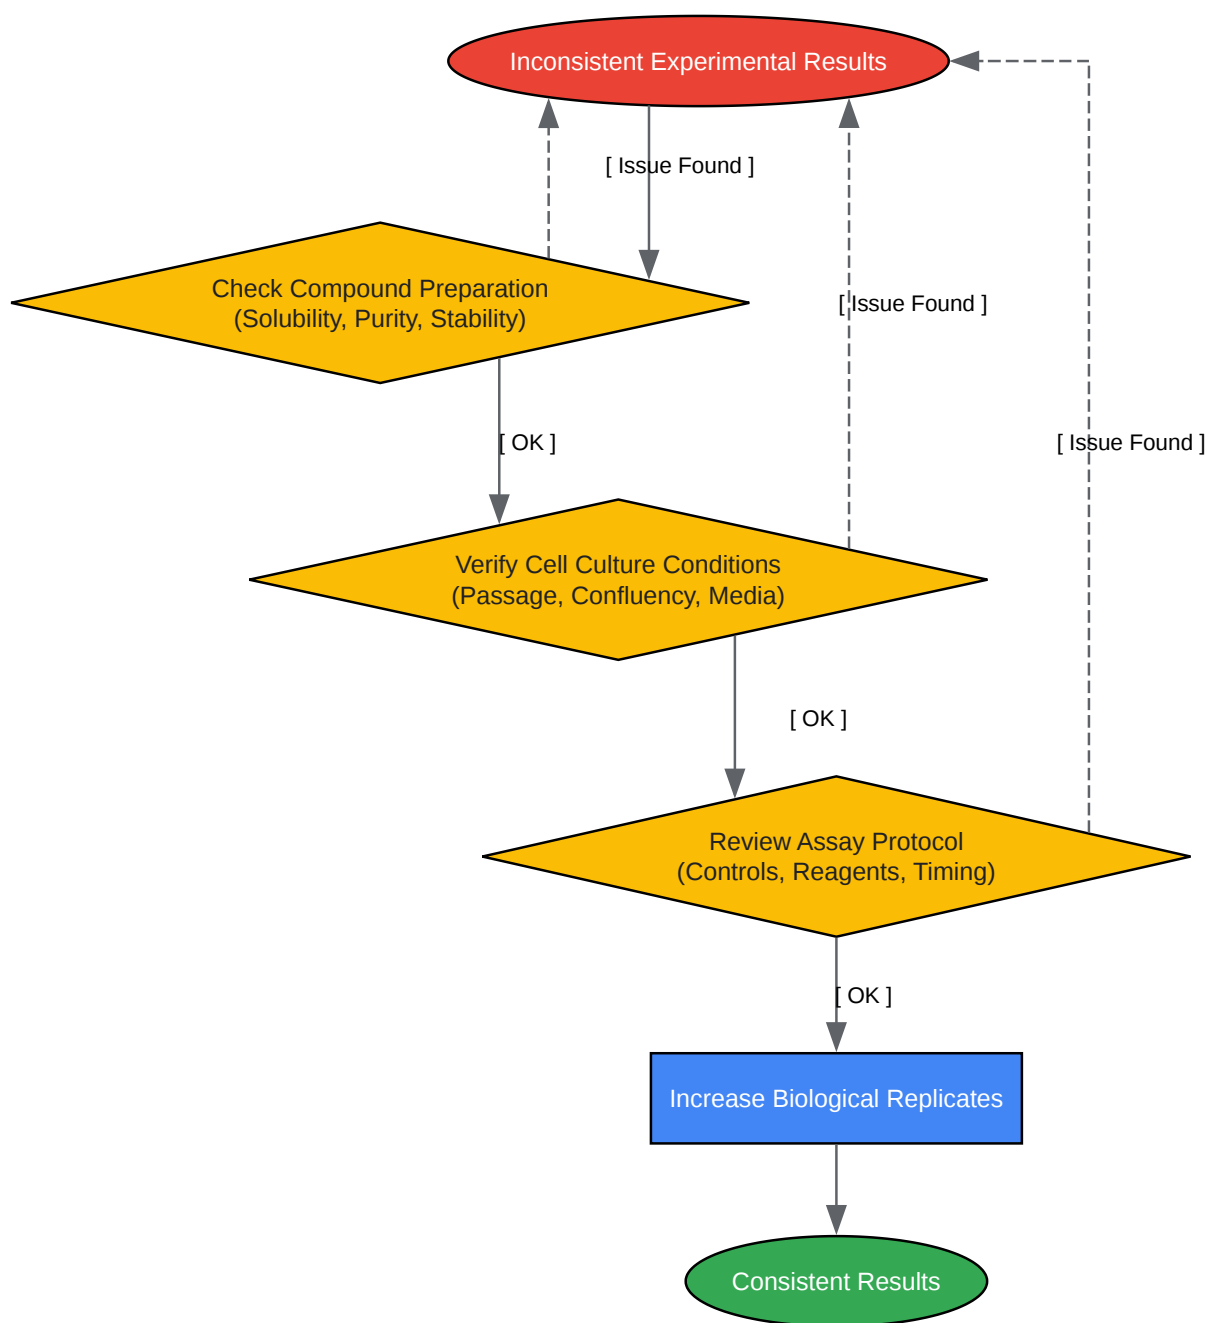 Inconsistent Experimental Results
[ Issue Found ]
Check Compound Preparation
(Solubility, Purity, Stability)
[ Issue Found ]
[ OK ]
[ Issue Found ]
Verify Cell Culture Conditions
(Passage, Confluency, Media)
[ OK ]
Review Assay Protocol
(Controls, Reagents, Timing)
[ OK ]
Increase Biological Replicates
Consistent Results